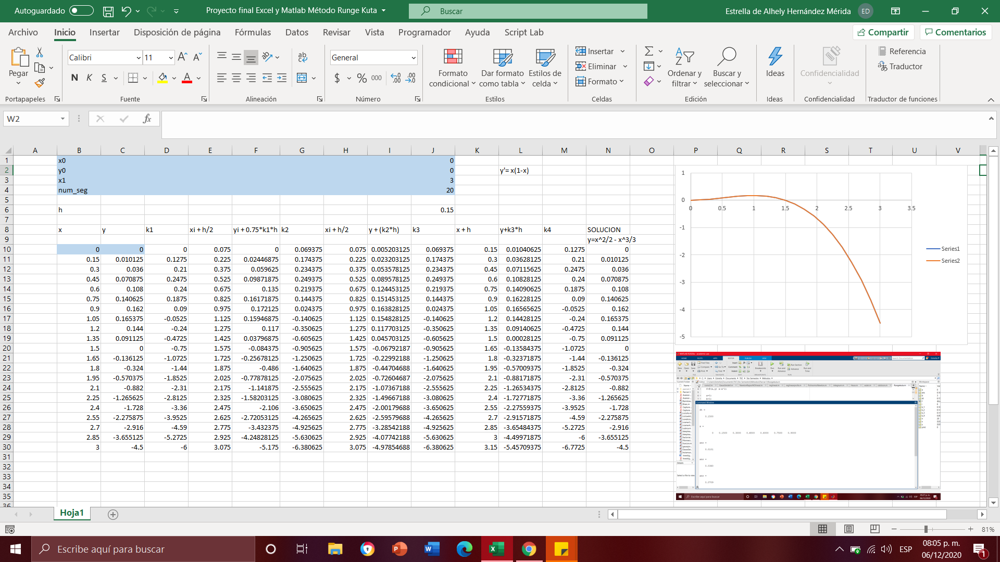 Autoguardado
Proyecto final Excel y Matlab Método Runge Kuta
Buscar
Estrella de Alhely Hernández Mérida
ED
Archivo Inicio Insertar Disposición de página Fórmulas Datos Revisar Vista Programador Ayuda Script Lab
Compartir
Comentarios
Pegar
Portapapeles
Calibri 11
N K S
Fuente
ab
Alineación
General
$ % 000
Número
Formato condicional
Dar formato como tabla
Estilos de celda
Estilos
Insertar
Eliminar
Formato
Celdas
Ordenar y filtrar
Buscar y seleccionar
Edición
Ideas
Ideas
Confidencialidad
Confidencialidad
Referencia
Traductor
Traductor de funciones
W2
fx
A B C D E F G H I J K L M N O P Q R S T U V
1 x0 0
2 y0 0 y'= x(1-x)
3 x1 3
4 num_seg 20
5
6 h 0.15
7
8 x y k1 xi + h/2 yi + 0.75*k1*h k2 xi + h/2 y + (k2*h) k3 x + h y+k3*h k4 SOLUCION
9 y=x^2/2 - x^3/3
10 0 0 0 0.075 0 0.069375 0.075 0.005203125 0.069375 0.15 0.01040625 0.1275 0
11 0.15 0.010125 0.1275 0.225 0.02446875 0.174375 0.225 0.023203125 0.174375 0.3 0.03628125 0.21 0.010125
12 0.3 0.036 0.21 0.375 0.059625 0.234375 0.375 0.053578125 0.234375 0.45 0.07115625 0.2475 0.036
13 0.45 0.070875 0.2475 0.525 0.09871875 0.249375 0.525 0.089578125 0.249375 0.6 0.10828125 0.24 0.070875
14 0.6 0.108 0.24 0.675 0.135 0.219375 0.675 0.124453125 0.219375 0.75 0.14090625 0.1875 0.108
15 0.75 0.140625 0.1875 0.825 0.16171875 0.144375 0.825 0.151453125 0.144375 0.9 0.16228125 0.09 0.140625
16 0.9 0.162 0.09 0.975 0.172125 0.024375 0.975 0.163828125 0.024375 1.05 0.16565625 -0.0525 0.162
17 1.05 0.165375 -0.0525 1.125 0.15946875 -0.140625 1.125 0.154828125 -0.140625 1.2 0.14428125 -0.24 0.165375
18 1.2 0.144 -0.24 1.275 0.117 -0.350625 1.275 0.117703125 -0.350625 1.35 0.09140625 -0.4725 0.144
19 1.35 0.091125 -0.4725 1.425 0.03796875 -0.605625 1.425 0.045703125 -0.605625 1.5 0.00028125 -0.75 0.091125
20 1.5 0 -0.75 1.575 -0.084375 -0.905625 1.575 -0.06792187 -0.905625 1.65 -0.13584375 -1.0725 0
21 1.65 -0.136125 -1.0725 1.725 -0.25678125 -1.250625 1.725 -0.22992188 -1.250625 1.8 -0.32371875 -1.44 -0.136125
22 1.8 -0.324 -1.44 1.875 -0.486 -1.640625 1.875 -0.44704688 -1.640625 1.95 -0.57009375 -1.8525 -0.324
23 1.95 -0.570375 -1.8525 2.025 -0.77878125 -2.075625 2.025 -0.72604687 -2.075625 2.1 -0.88171875 -2.31 -0.570375
24 2.1 -0.882 -2.31 2.175 -1.141875 -2.555625 2.175 -1.07367188 -2.555625 2.25 -1.26534375 -2.8125 -0.882
25 2.25 -1.265625 -2.8125 2.325 -1.58203125 -3.080625 2.325 -1.49667188 -3.080625 2.4 -1.72771875 -3.36 -1.265625
26 2.4 -1.728 -3.36 2.475 -2.106 -3.650625 2.475 -2.00179688 -3.650625 2.55 -2.27559375 -3.9525 -1.728
27 2.55 -2.275875 -3.9525 2.625 -2.72053125 -4.265625 2.625 -2.59579688 -4.265625 2.7 -2.91571875 -4.59 -2.275875
28 2.7 -2.916 -4.59 2.775 -3.432375 -4.925625 2.775 -3.28542188 -4.925625 2.85 -3.65484375 -5.2725 -2.916
29 2.85 -3.655125 -5.2725 2.925 -4.24828125 -5.630625 2.925 -4.07742188 -5.630625 3 -4.49971875 -6 -3.655125
30 3 -4.5 -6 3.075 -5.175 -6.380625 3.075 -4.97854688 -6.380625 3.15 -5.45709375 -6.7725 -4.5
31
32
33
34
35
36
1
0
-1
-2
-3
-4
-5
0 0.5 1 1.5 2 2.5 3 3.5
Series1
Series2
Command Window
0.1500
0 0.1500 0.3000 0.4500 0.6000 0.7500 0.9000
ans =
0.0101
ans =
0.0360
ans =
0.0709
Hoja1
81%
Escribe aquí para buscar
ESP
08:05 p. m.
06/12/2020
1